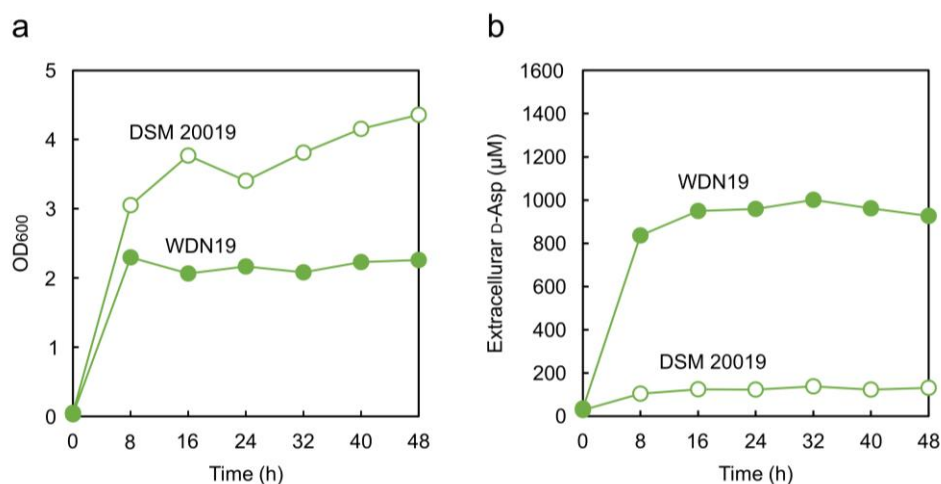 a
5
4
3
2
1
0
OD600
DSM 20019
WDN19
0 8 16 24 32 40 48
Time (h)
b
1600
1400
1200
1000
800
600
400
200
0
Extracellurar D-Asp (µM)
WDN19
DSM 20019
0 8 16 24 32 40 48
Time (h)